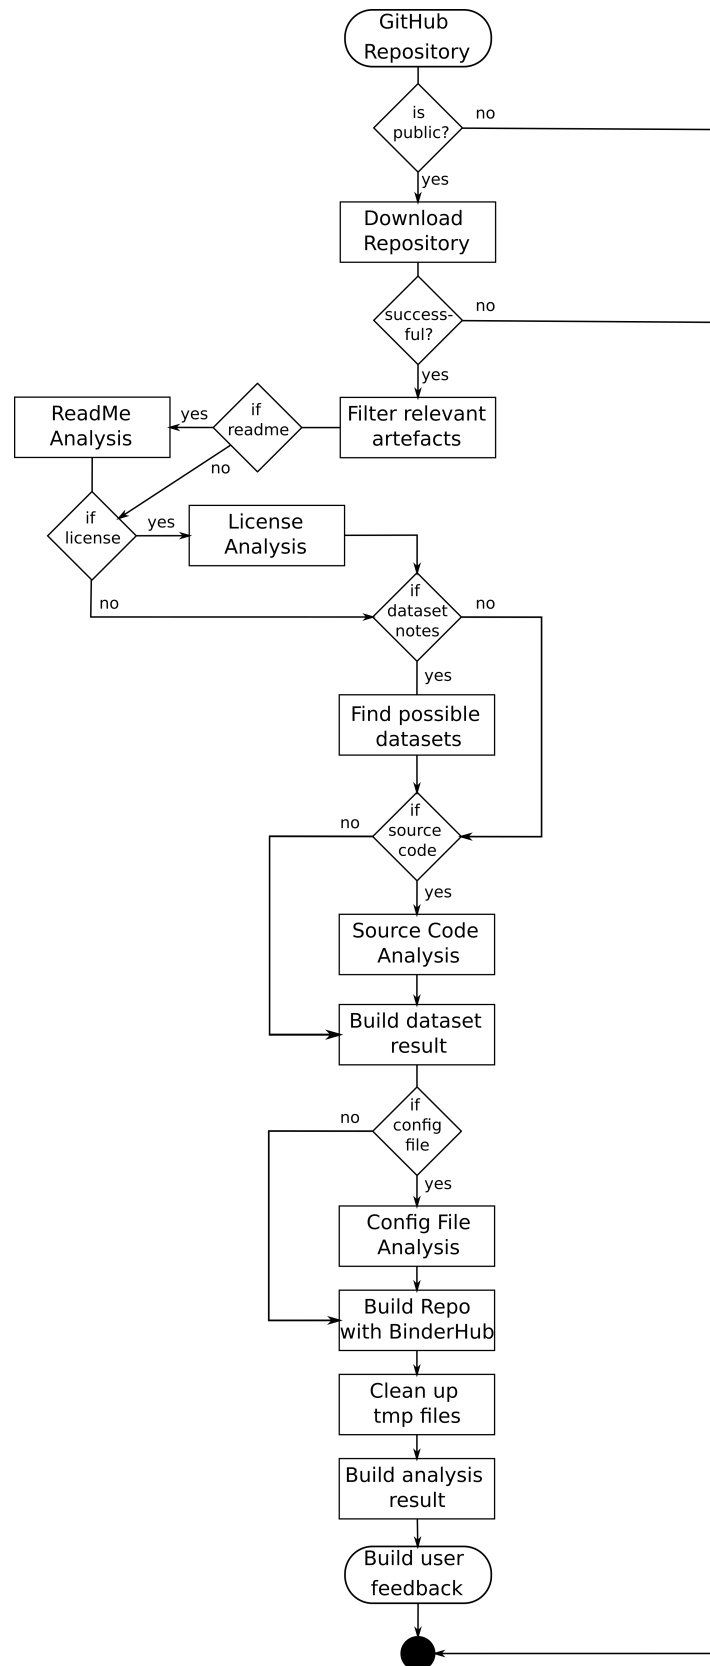 GitHub
Repository
is
public?
no
yes
Download
Repository
success-
ful?
no
yes
Filter relevant
artefacts
if
readme
yes
no
ReadMe
Analysis
if
license
yes
no
License
Analysis
if
dataset
notes
no
yes
Find possible
datasets
if
source
code
no
yes
Source Code
Analysis
Build dataset
result
if
config
file
no
yes
Config File
Analysis
Build Repo
with BinderHub
Clean up
tmp files
Build analysis
result
Build user
feedback